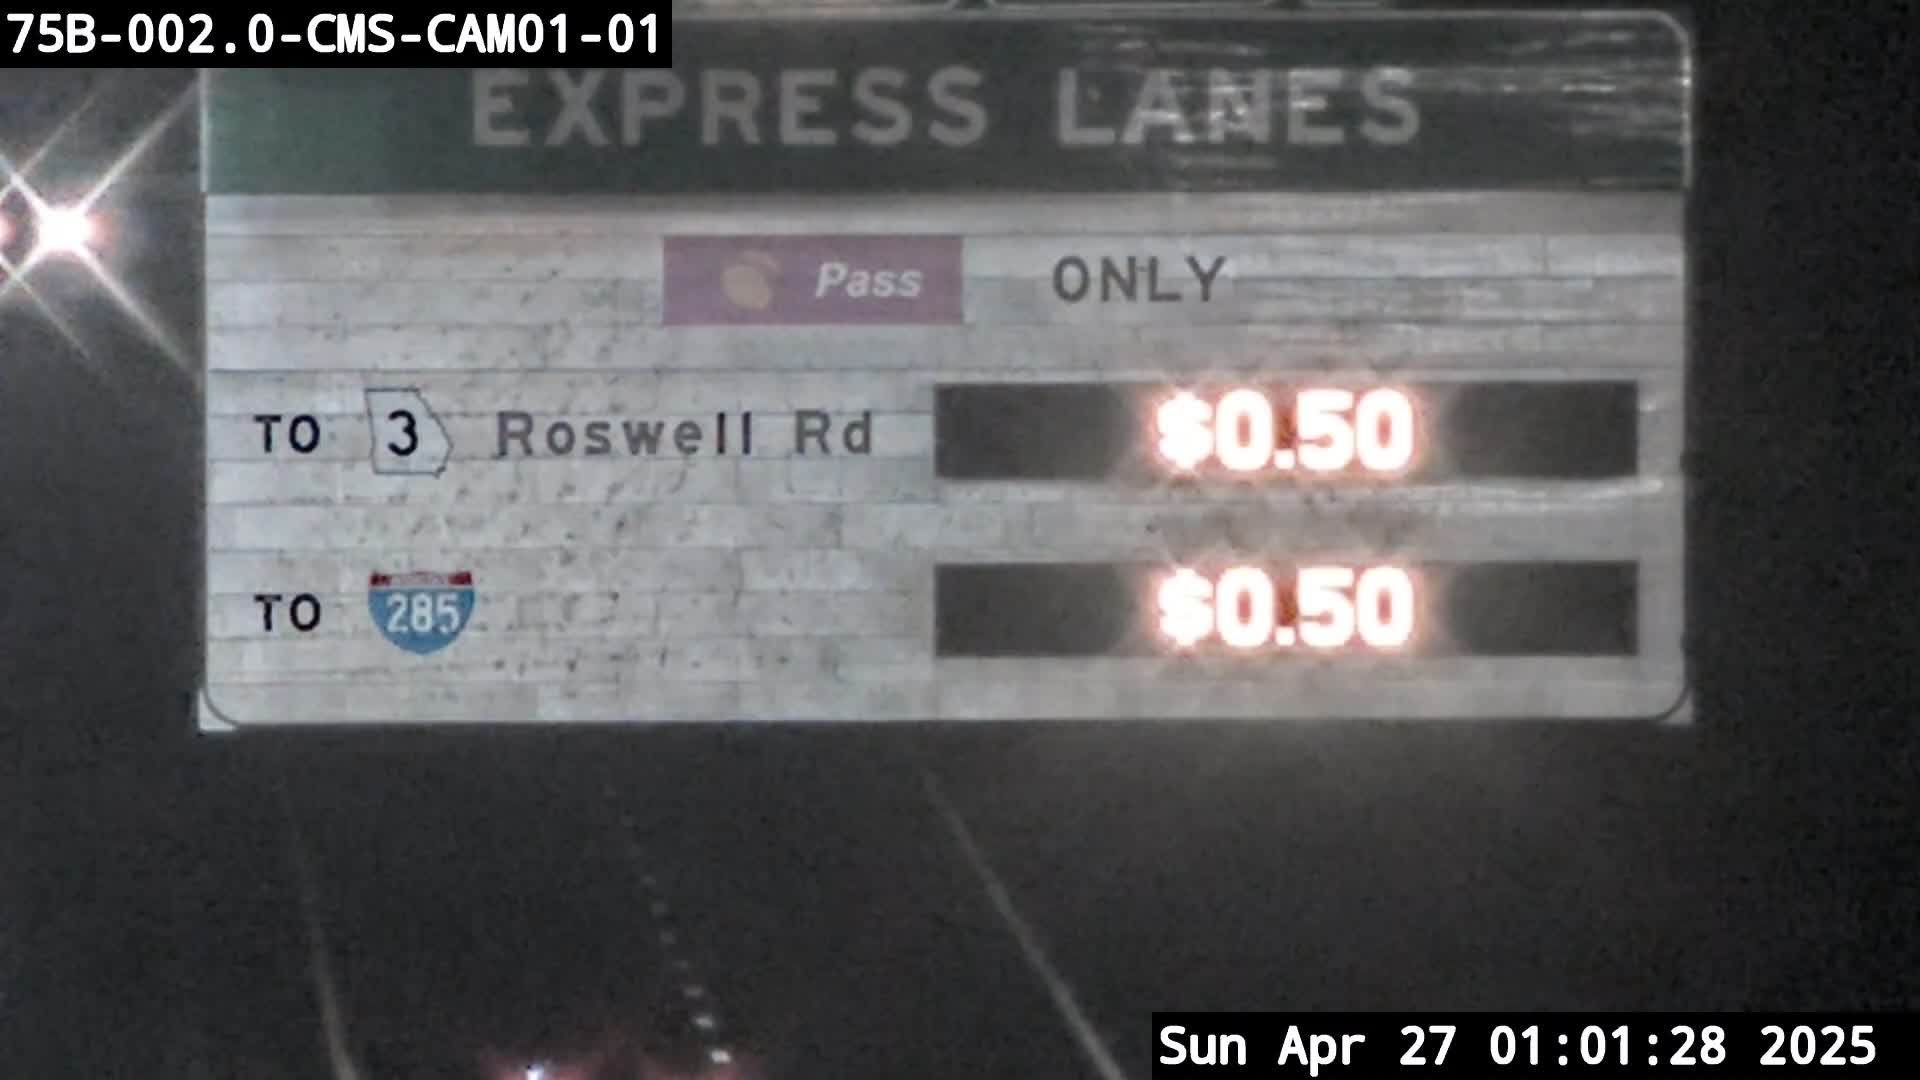 75B-002.0-CMS-CAM01-01
EXPRESS LANES
Pass ONLY
TO 3 Roswell Rd $0.50
TO 285 $0.50
Sun Apr 27 01:01:28 2025